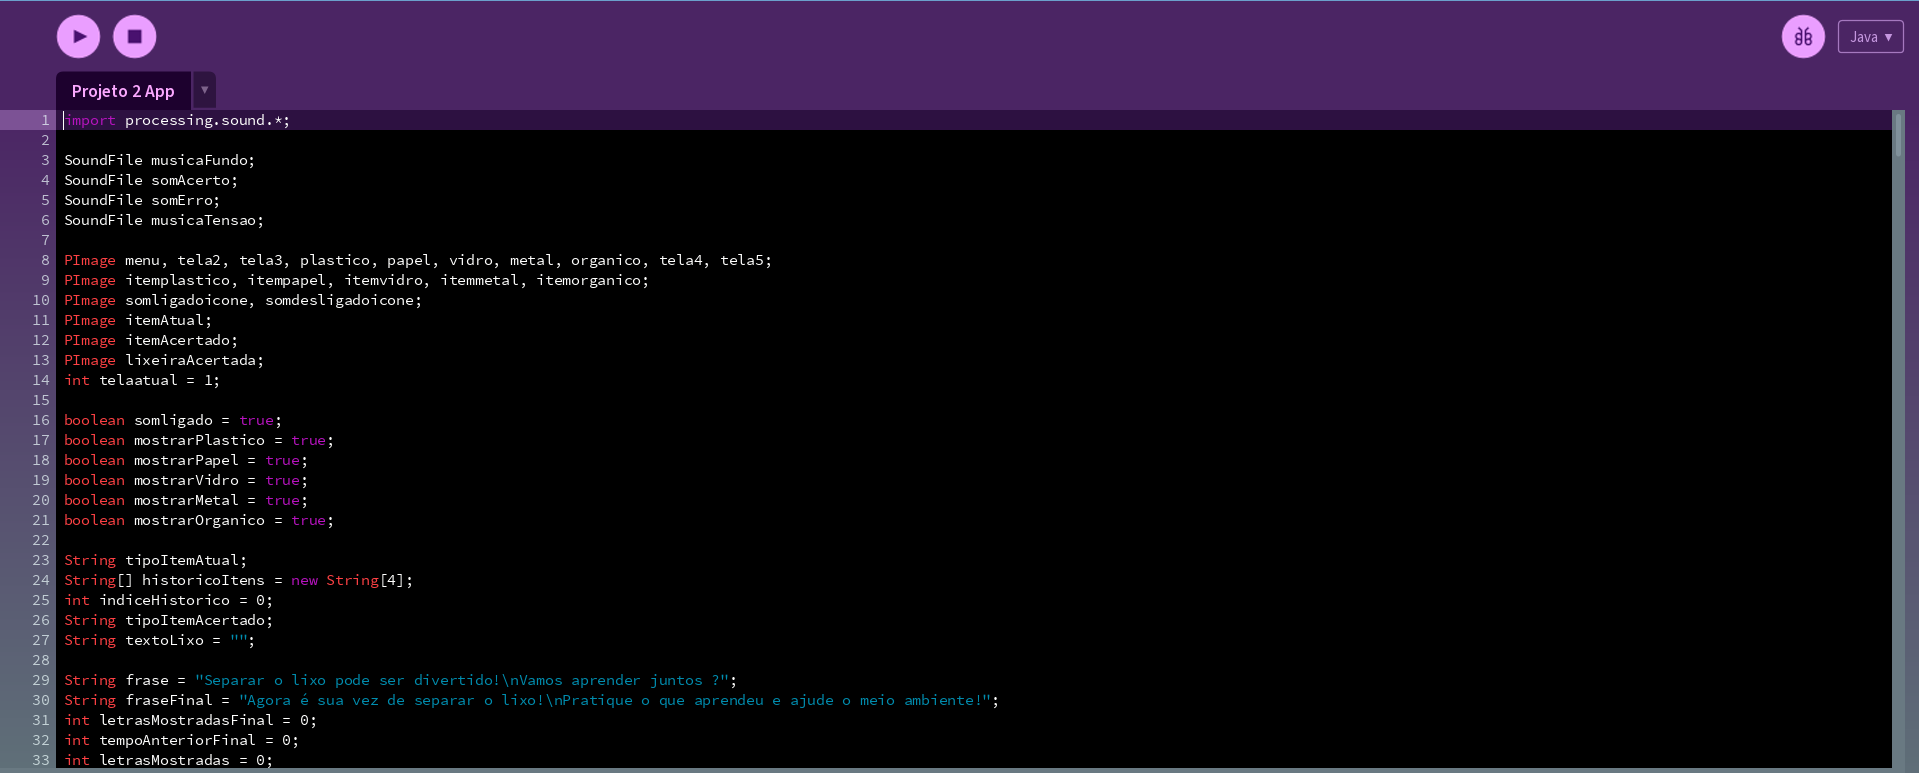 Java ▾
Projeto 2 App ▾
1 import processing.sound.*;
2
3 SoundFile musicaFundo;
4 SoundFile somAcerto;
5 SoundFile somErro;
6 SoundFile musicaTensao;
7
8 PImage menu, tela2, tela3, plastico, papel, vidro, metal, organico, tela4, tela5;
9 PImage itemplastico, itempapel, itemvidro, itemmetal, itemorganico;
10 PImage somligadoicone, somdesligadoicone;
11 PImage itemAtual;
12 PImage itemAcertado;
13 PImage lixeiraAcertada;
14 int telaatual = 1;
15
16 boolean somligado = true;
17 boolean mostrarPlastico = true;
18 boolean mostrarPapel = true;
19 boolean mostrarVidro = true;
20 boolean mostrarMetal = true;
21 boolean mostrarOrganico = true;
22
23 String tipoItemAtual;
24 String[] historicoItens = new String[4];
25 int indiceHistorico = 0;
26 String tipoItemAcertado;
27 String textoLixo = "";
28
29 String frase = "Separar o lixo pode ser divertido!\nVamos aprender juntos ?";
30 String fraseFinal = "Agora é sua vez de separar o lixo!\nPratique o que aprendeu e ajude o meio ambiente!";
31 int letrasMostradasFinal = 0;
32 int tempoAnteriorFinal = 0;
33 int letrasMostradas = 0;